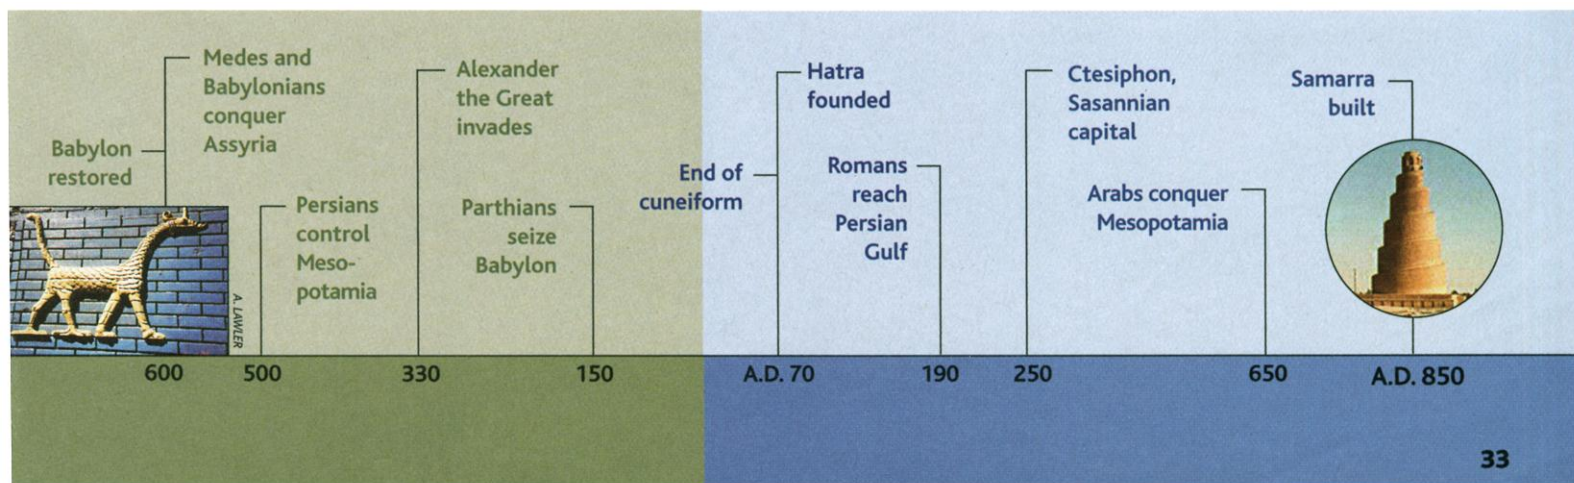 Babylon
restored
Medes and
Babylonians
conquer
Assyria
A. LAWLER
Persians
control
Meso-
potamia
Alexander
the Great
invades
Parthians
seize
Babylon
End of
cuneiform
Hatra
founded
Romans
reach
Persian
Gulf
Ctesiphon,
Sasannian
capital
Arabs conquer
Mesopotamia
Samarra
built
600 500 330 150 A.D. 70 190 250 650 A.D. 850
33